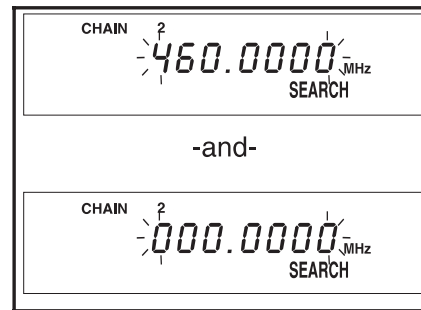 CHAIN 2
460.0000 MHz
SEARCH
-and-
CHAIN 2
000.0000 MHz
SEARCH